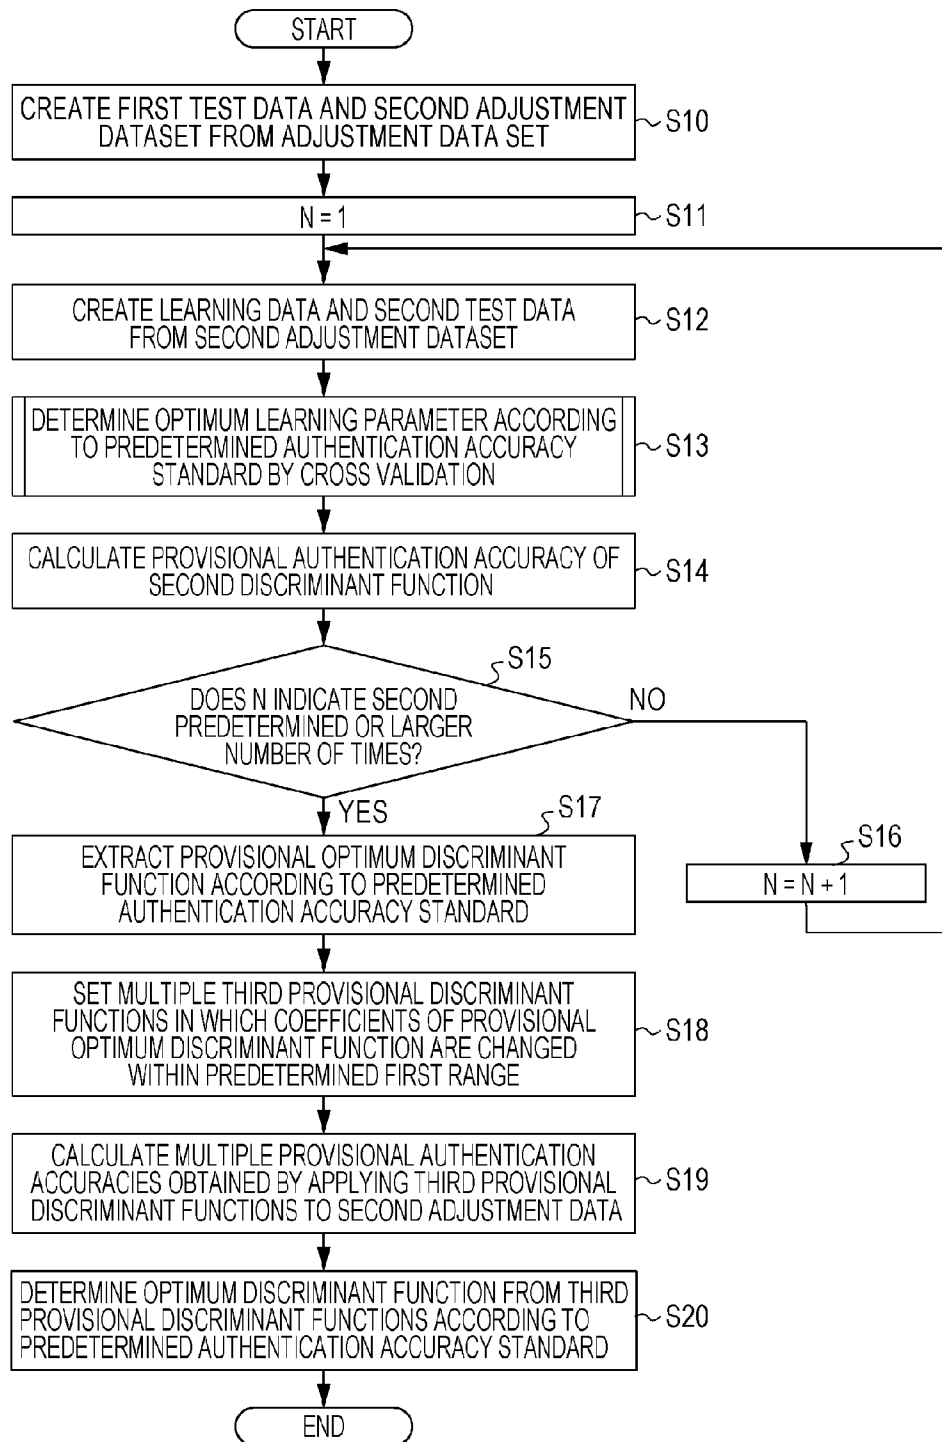 START
CREATE FIRST TEST DATA AND SECOND ADJUSTMENT
DATASET FROM ADJUSTMENT DATA SET
S10
N = 1
S11
CREATE LEARNING DATA AND SECOND TEST DATA
FROM SECOND ADJUSTMENT DATASET
S12
DETERMINE OPTIMUM LEARNING PARAMETER ACCORDING
TO PREDETERMINED AUTHENTICATION ACCURACY
STANDARD BY CROSS VALIDATION
S13
CALCULATE PROVISIONAL AUTHENTICATION ACCURACY OF
SECOND DISCRIMINANT FUNCTION
S14
S15
DOES N INDICATE SECOND
PREDETERMINED OR LARGER
NUMBER OF TIMES?
NO
YES
S17
EXTRACT PROVISIONAL OPTIMUM DISCRIMINANT
FUNCTION ACCORDING TO PREDETERMINED
AUTHENTICATION ACCURACY STANDARD
S16
N = N + 1
SET MULTIPLE THIRD PROVISIONAL DISCRIMINANT
FUNCTIONS IN WHICH COEFFICIENTS OF PROVISIONAL
OPTIMUM DISCRIMINANT FUNCTION ARE CHANGED
WITHIN PREDETERMINED FIRST RANGE
S18
CALCULATE MULTIPLE PROVISIONAL AUTHENTICATION
ACCURACIES OBTAINED BY APPLYING THIRD PROVISIONAL
DISCRIMINANT FUNCTIONS TO SECOND ADJUSTMENT DATA
S19
DETERMINE OPTIMUM DISCRIMINANT FUNCTION FROM THIRD
PROVISIONAL DISCRIMINANT FUNCTIONS ACCORDING TO
PREDETERMINED AUTHENTICATION ACCURACY STANDARD
S20
END